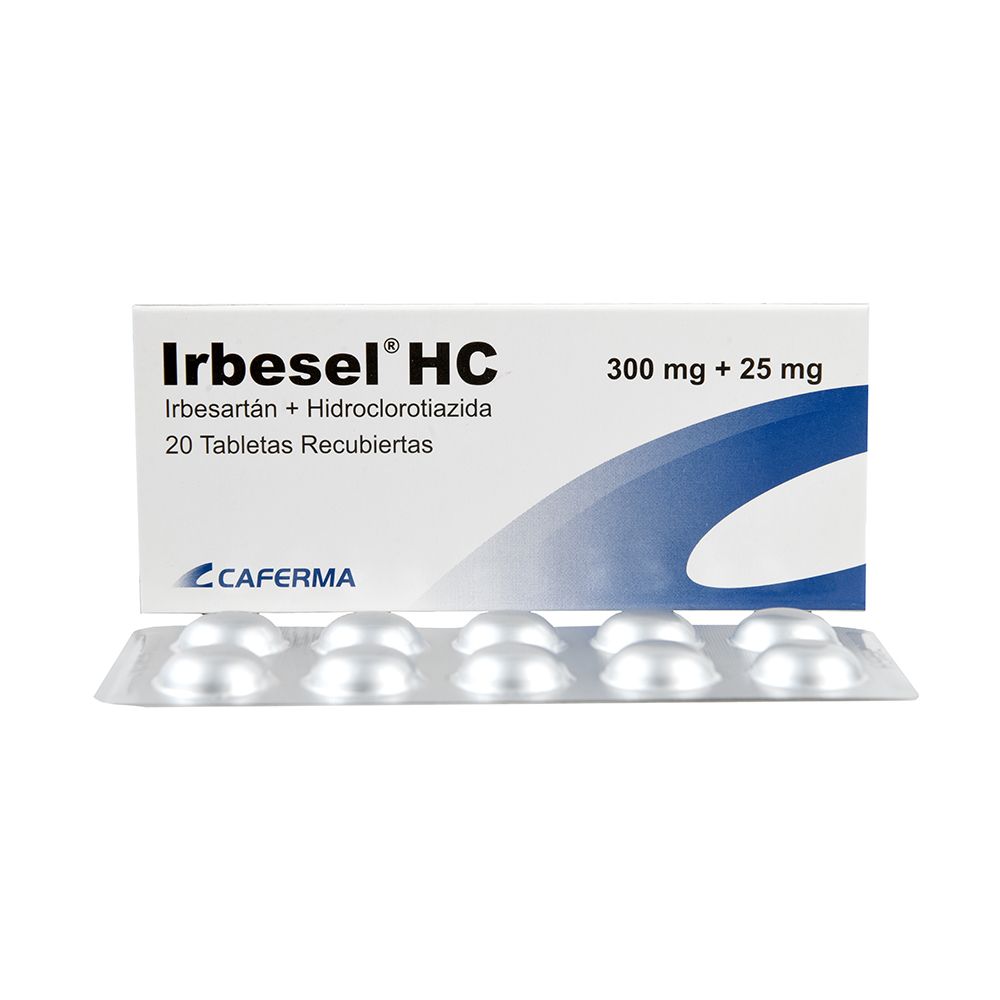 Irbesel® HC
300 mg + 25 mg
Irbesartán + Hidroclorotiazida
20 Tabletas Recubiertas
CAFERMA